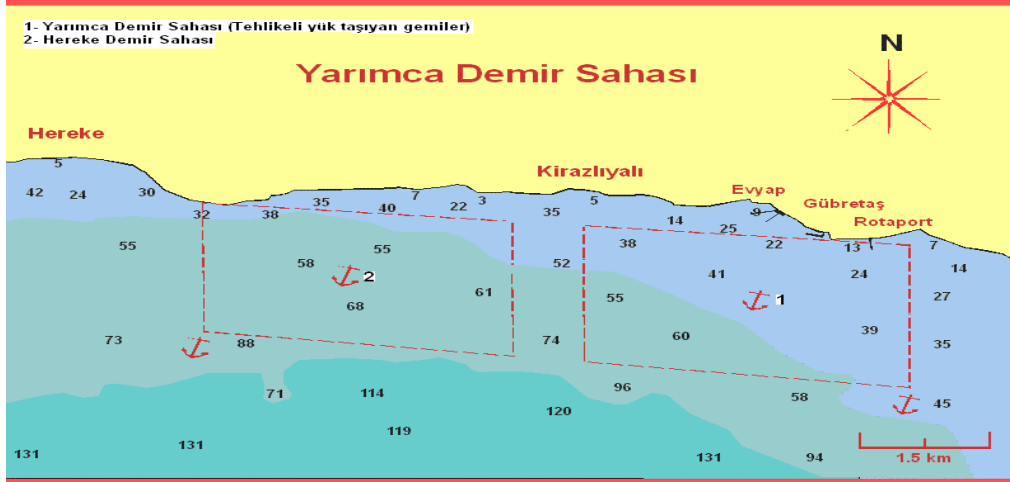 1- Yarımca Demir Sahası (Tehlikeli yük taşıyan gemiler)
2- Hereke Demir Sahası
N
Yarımca Demir Sahası
Hereke
Kirazlıyalı
Evyap
Gübretaş
Rotaport
5
42 24 30 32 38 35 40 7 22 3 35 5 14 25 9 22 13 7
55 58 55 2 68 61 52 38 41 1 24 14
55 60 39 27 35
73 88 74 96 58 45
71 114 120
131 131 119 131 94
1.5 km